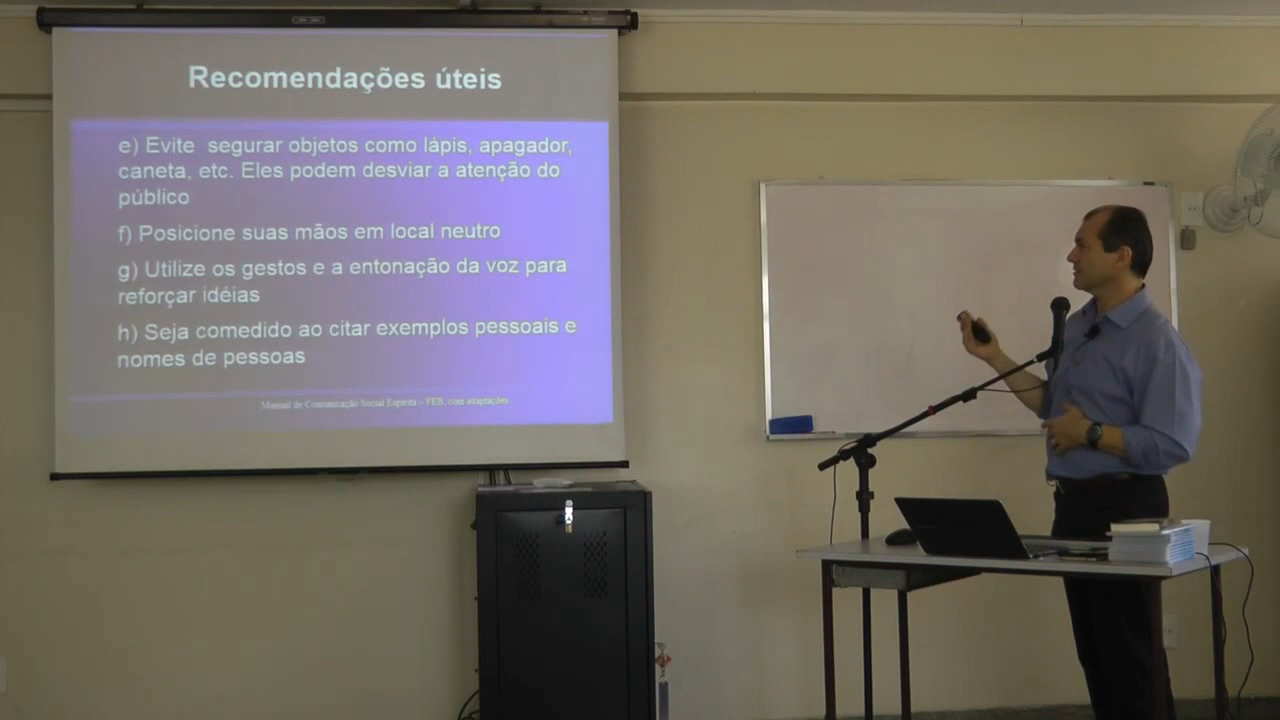 Recomendações úteis
e) Evite segurar objetos como lápis, apagador,
caneta, etc. Eles podem desviar a atenção do
público
f) Posicione suas mãos em local neutro
g) Utilize os gestos e a entonação da voz para
reforçar idéias
h) Seja comedido ao citar exemplos pessoais e
nomes de pessoas
Manual de Comunicação Social Espírita – FEB, com adaptações